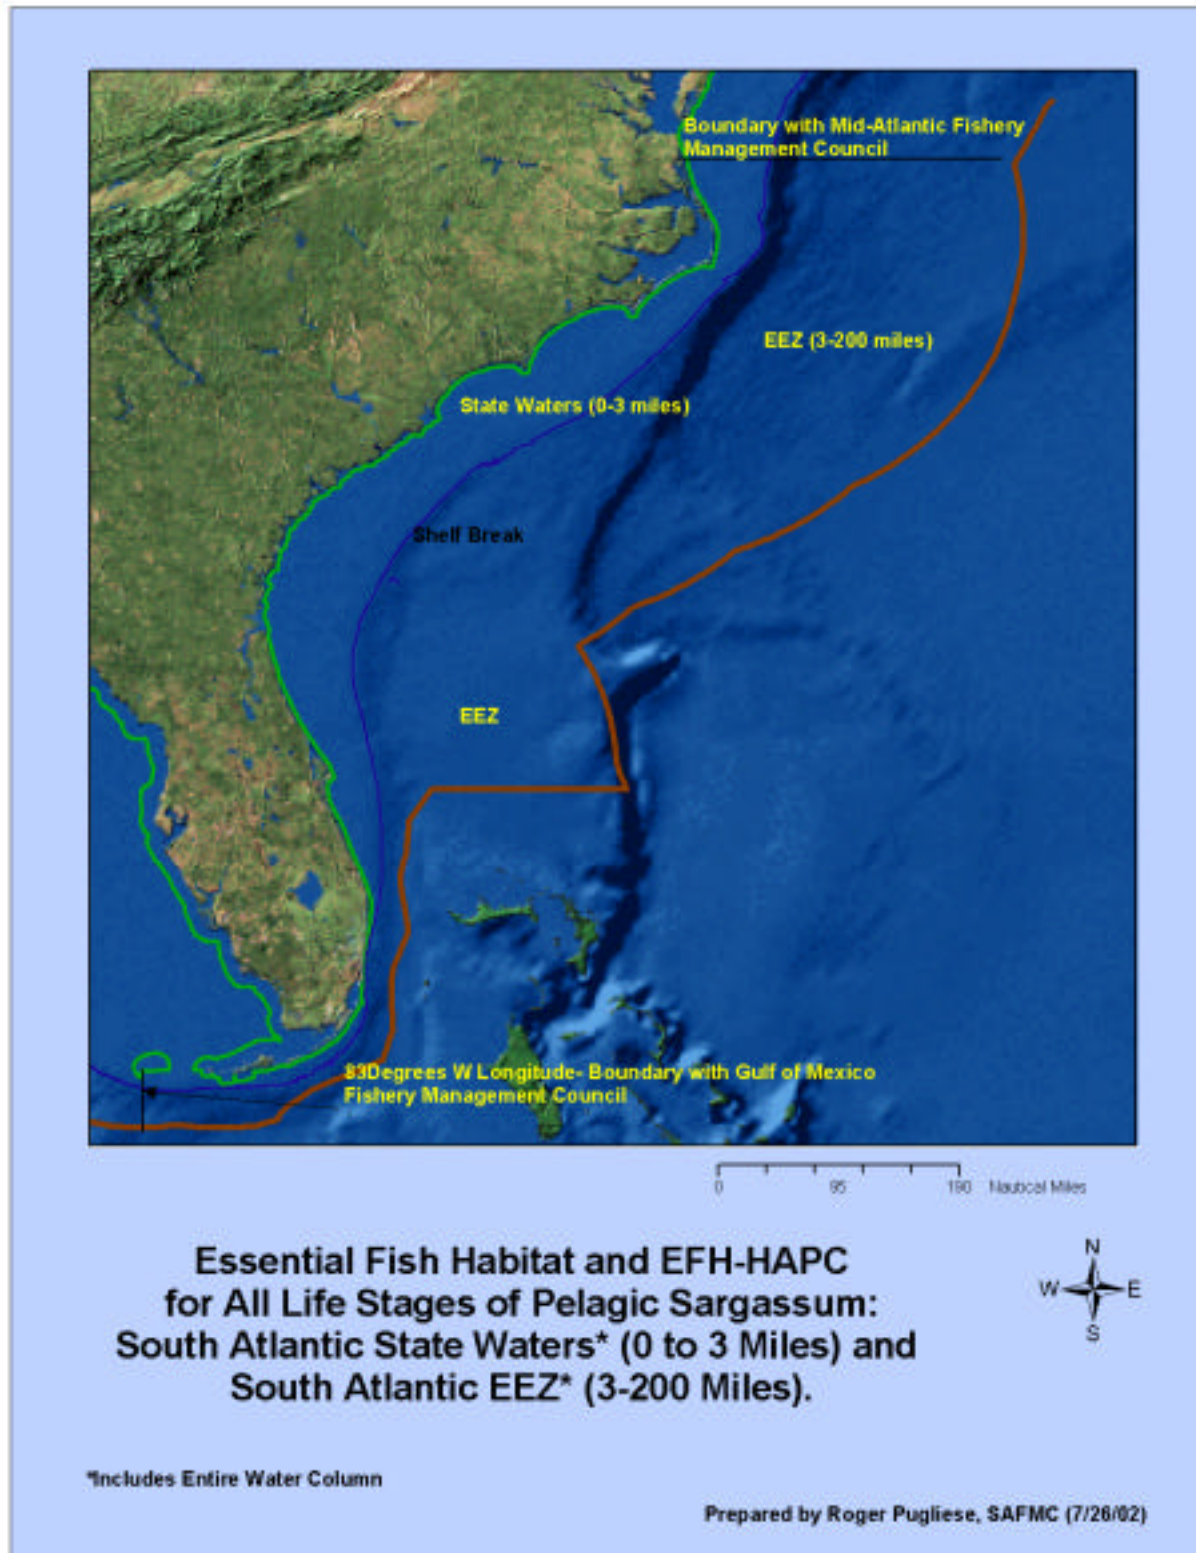 Boundary with Mid-Atlantic Fishery
Management Council
EEZ (3-200 miles)
State Waters (0-3 miles)
Shelf Break
EEZ
83Degrees W Longitude- Boundary with Gulf of Mexico
Fishery Management Council
0 95 190 Nautical Miles
Essential Fish Habitat and EFH-HAPC
for All Life Stages of Pelagic Sargassum:
South Atlantic State Waters* (0 to 3 Miles) and
South Atlantic EEZ* (3-200 Miles).
N
W E
S
*Includes Entire Water Column
Prepared by Roger Pugliese, SAFMC (7/26/02)